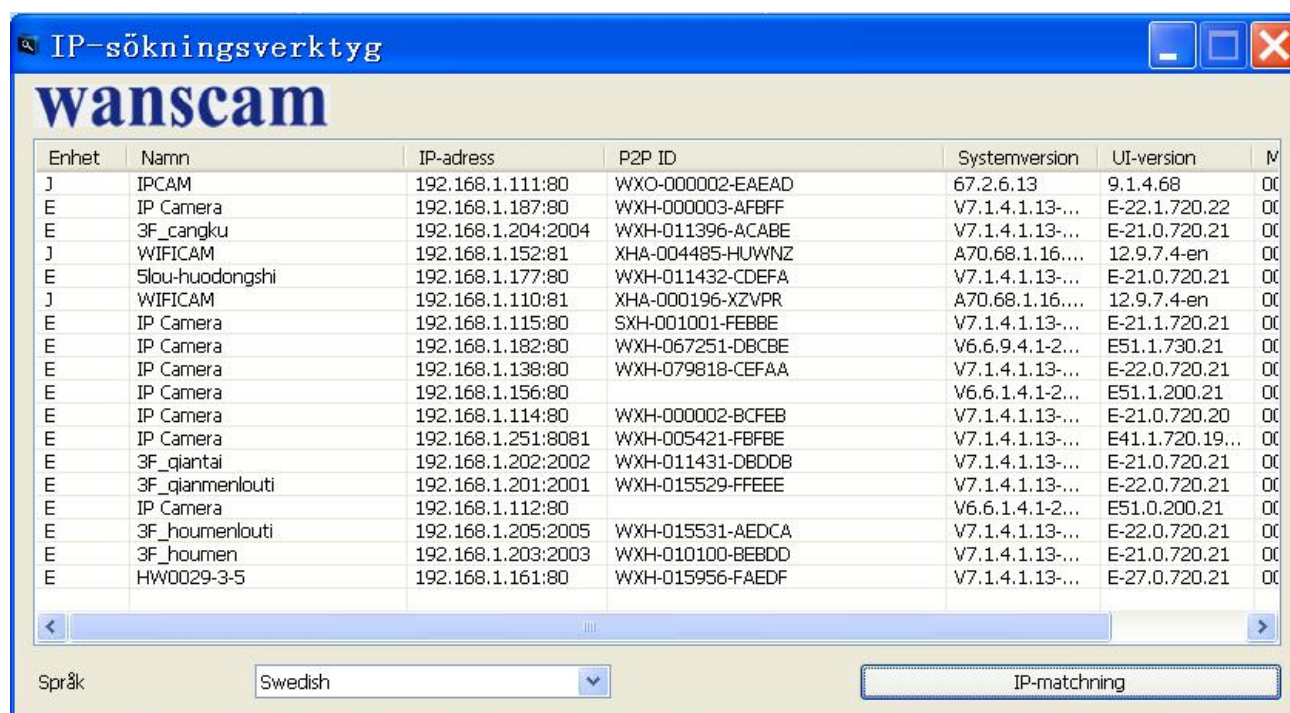 IP-sökningsverktyg
wanscam
Enhet Namn IP-adress P2P ID Systemversion UI-version
J IPCAM 192.168.1.111:80 WXO-000002-EAEAD 67.2.6.13 9.1.4.68
E IP Camera 192.168.1.187:80 WXH-000003-AFBFF V7.1.4.1.13-... E-22.1.720.22
E 3F_cangku 192.168.1.204:2004 WXH-011396-ACABE V7.1.4.1.13-... E-21.0.720.21
J WIFICAM 192.168.1.152:81 XHA-004485-HUWNZ A70.68.1.16.... 12.9.7.4-en
E 5lou-huodongshi 192.168.1.177:80 WXH-011432-CDEFA V7.1.4.1.13-... E-21.0.720.21
J WIFICAM 192.168.1.110:81 XHA-000196-XZVPR A70.68.1.16.... 12.9.7.4-en
E IP Camera 192.168.1.115:80 SXH-001001-FEBBE V7.1.4.1.13-... E-21.1.720.21
E IP Camera 192.168.1.182:80 WXH-067251-DBCBE V6.6.9.4.1-2... E51.1.730.21
E IP Camera 192.168.1.138:80 WXH-079818-CEFAA V7.1.4.1.13-... E-22.0.720.21
E IP Camera 192.168.1.156:80 V6.6.1.4.1-2... E51.1.200.21
E IP Camera 192.168.1.114:80 WXH-000002-BCFEB V7.1.4.1.13-... E-21.0.720.20
E IP Camera 192.168.1.251:8081 WXH-005421-FBFBE V7.1.4.1.13-... E41.1.720.19...
E 3F_qiantai 192.168.1.202:2002 WXH-011431-DBDDB V7.1.4.1.13-... E-21.0.720.21
E 3F_qianmenlouti 192.168.1.201:2001 WXH-015529-FFEEE V7.1.4.1.13-... E-22.0.720.21
E IP Camera 192.168.1.112:80 V6.6.1.4.1-2... E51.0.200.21
E 3F_houmenlouti 192.168.1.205:2005 WXH-015531-AEDCA V7.1.4.1.13-... E-22.0.720.21
E 3F_houmen 192.168.1.203:2003 WXH-010100-BEBDD V7.1.4.1.13-... E-21.0.720.21
E HW0029-3-5 192.168.1.161:80 WXH-015956-FAEDF V7.1.4.1.13-... E-27.0.720.21
Språk Swedish IP-matchning